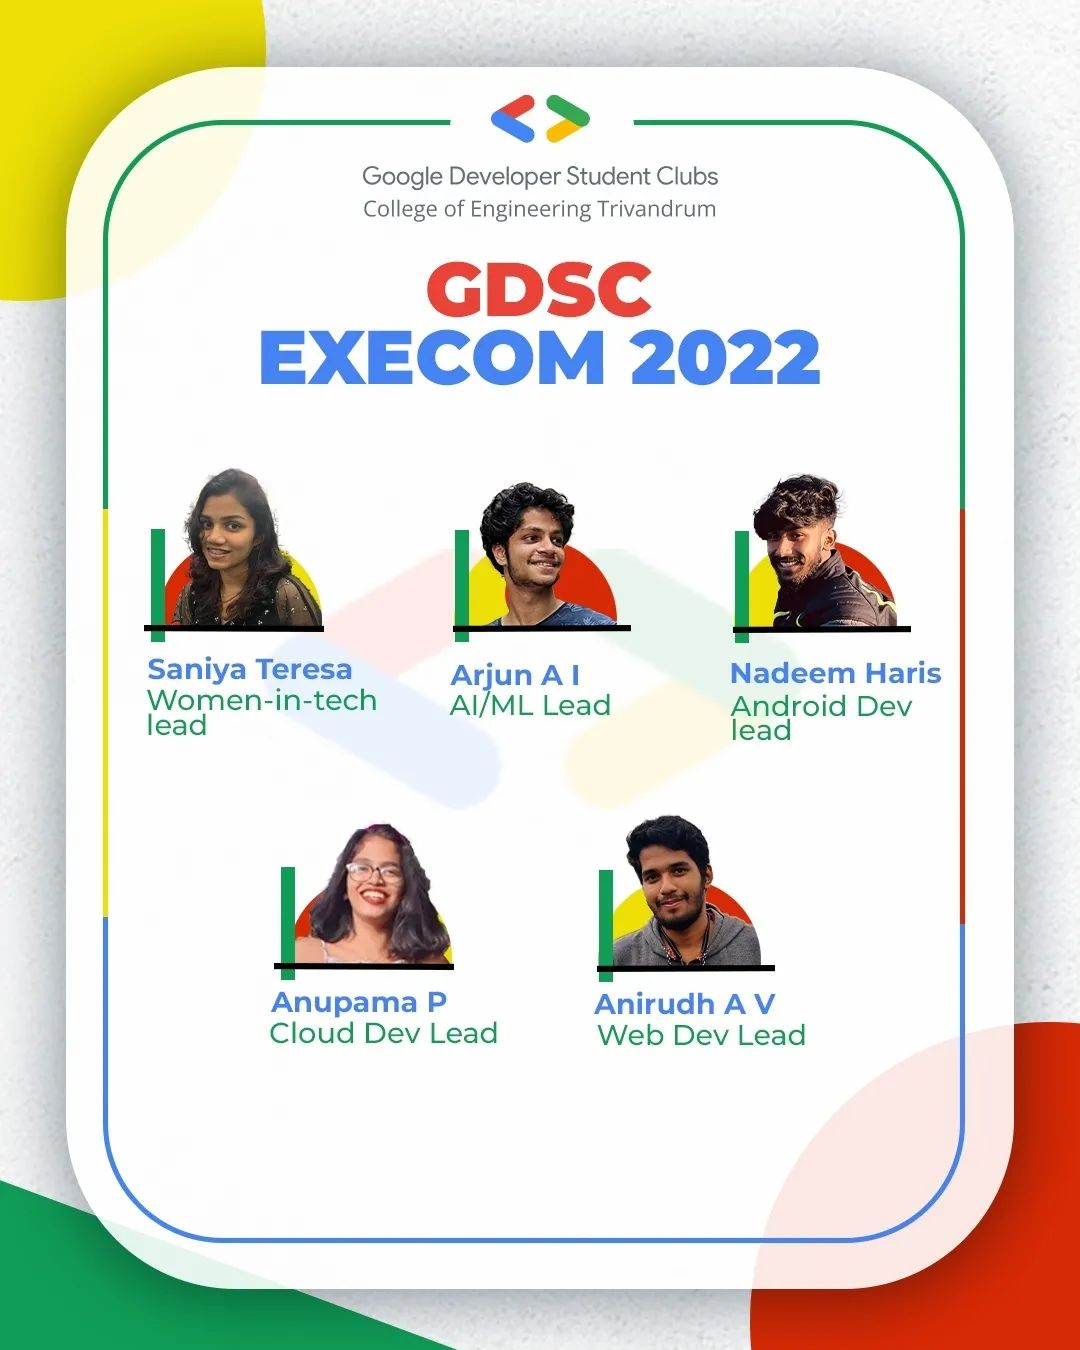 Google Developer Student Clubs
College of Engineering Trivandrum
GDSC
EXECOM 2022
Saniya Teresa
Women-in-tech
lead
Arjun A I
AI/ML Lead
Nadeem Haris
Android Dev
lead
Anupama P
Cloud Dev Lead
Anirudh A V
Web Dev Lead